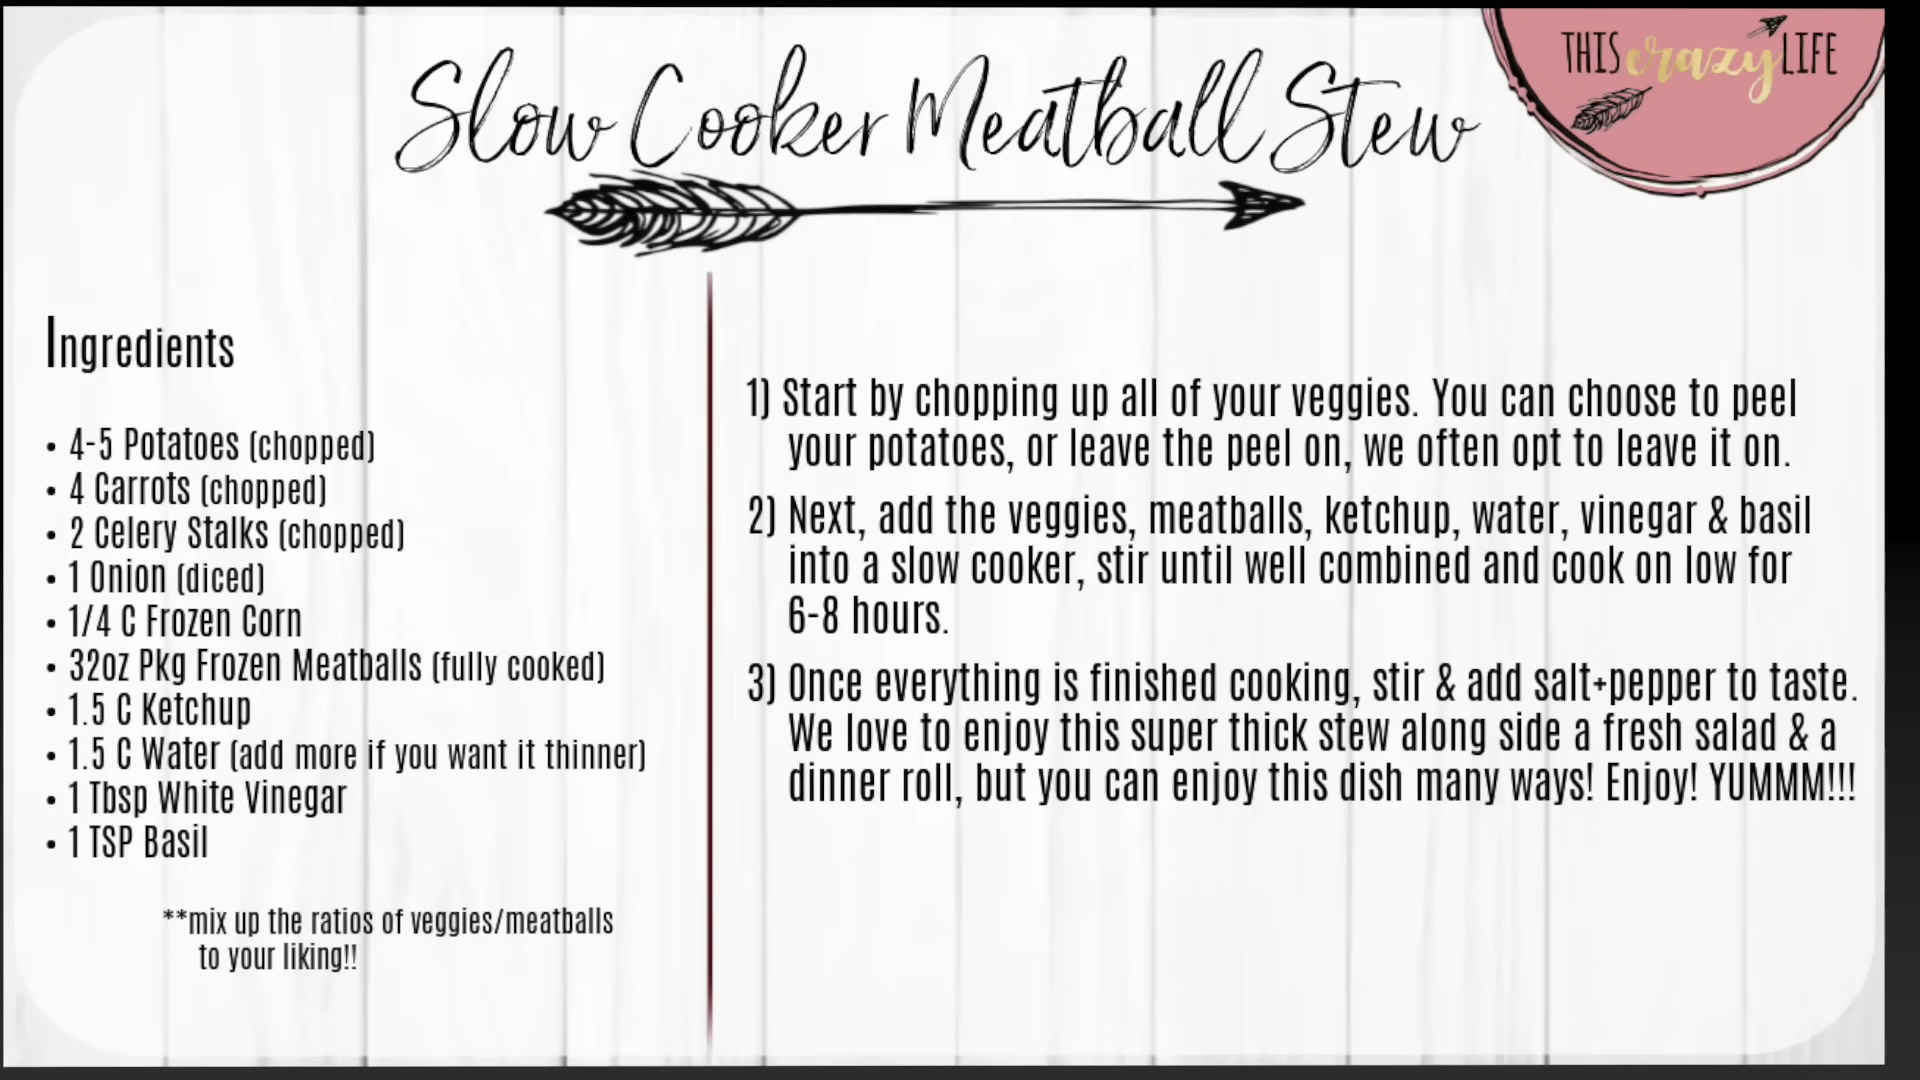 Slow Cooker Meatball Stew
THIS crazy LIFE
Ingredients
• 4-5 Potatoes (chopped)
• 4 Carrots (chopped)
• 2 Celery Stalks (chopped)
• 1 Onion (diced)
• 1/4 C Frozen Corn
• 32oz Pkg Frozen Meatballs (fully cooked)
• 1.5 C Ketchup
• 1.5 C Water (add more if you want it thinner)
• 1 Tbsp White Vinegar
• 1 TSP Basil
**mix up the ratios of veggies/meatballs
to your liking!!
1) Start by chopping up all of your veggies. You can choose to peel
your potatoes, or leave the peel on, we often opt to leave it on.
2) Next, add the veggies, meatballs, ketchup, water, vinegar & basil
into a slow cooker, stir until well combined and cook on low for
6-8 hours.
3) Once everything is finished cooking, stir & add salt+pepper to taste.
We love to enjoy this super thick stew along side a fresh salad & a
dinner roll, but you can enjoy this dish many ways! Enjoy! YUMMM!!!